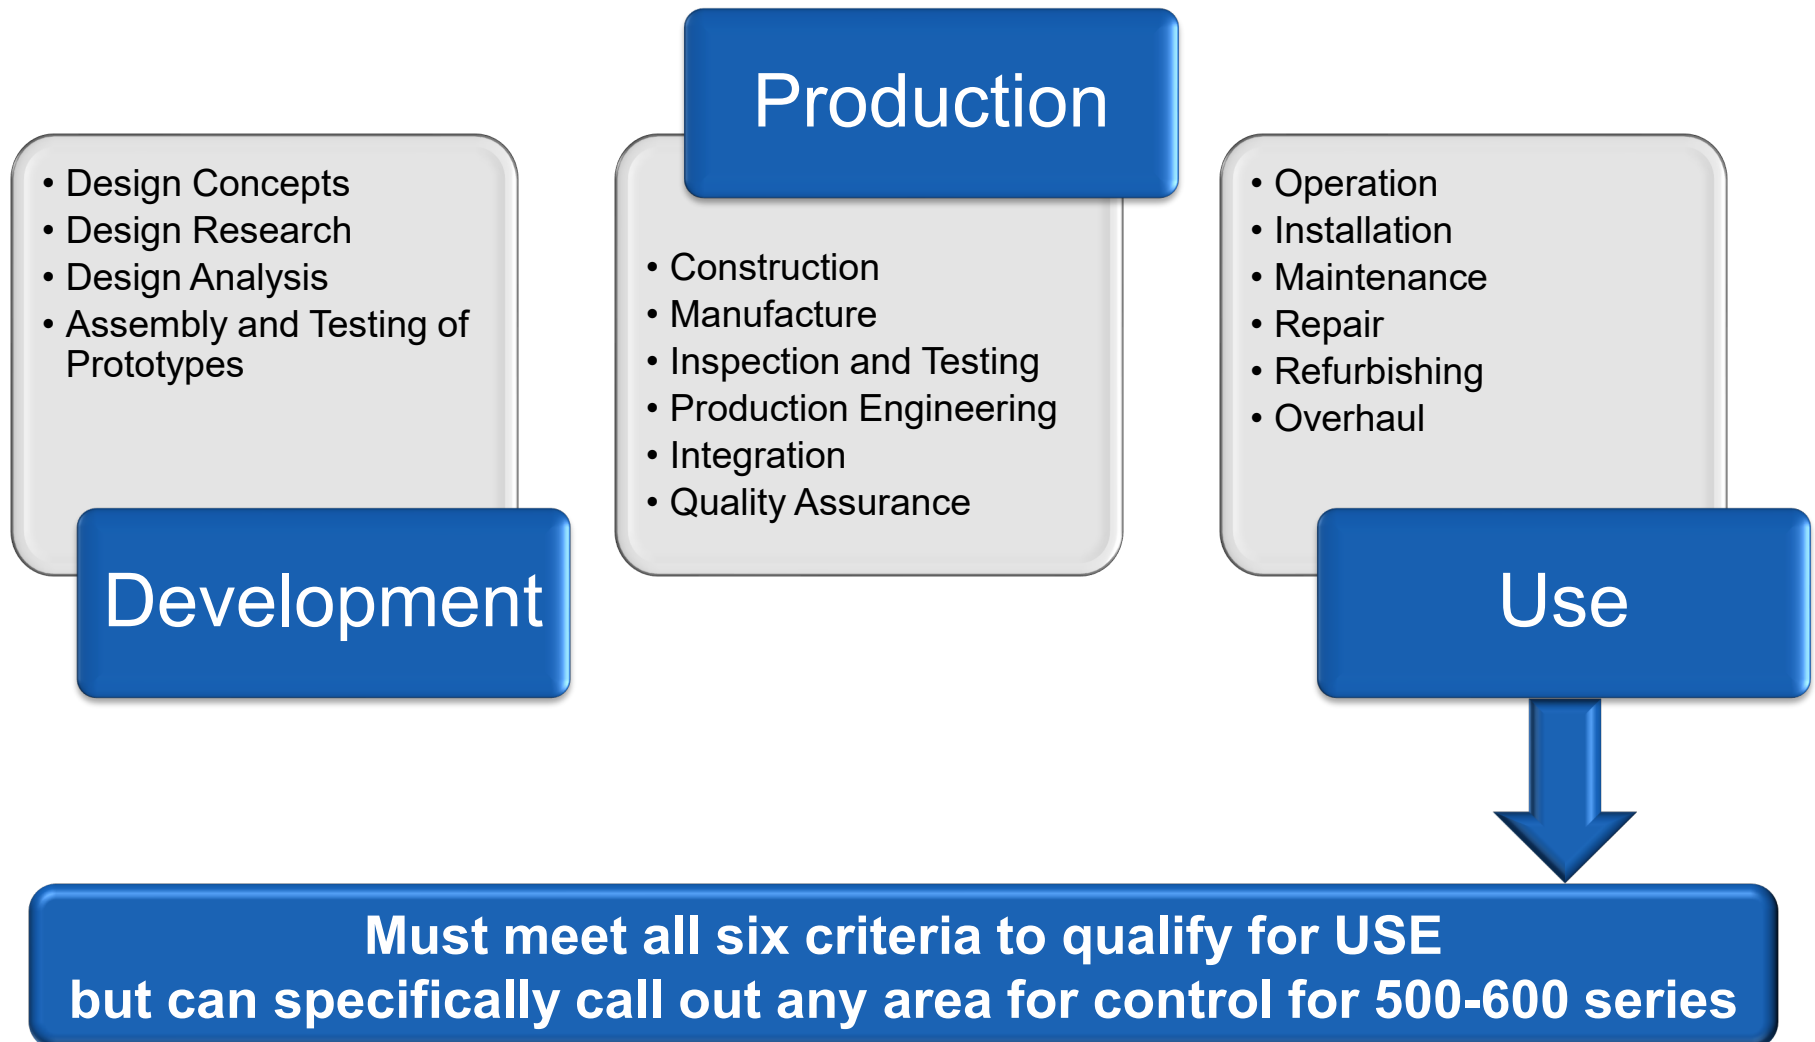 • Design Concepts
• Design Research
• Design Analysis
• Assembly and Testing of
Prototypes
Development
Production
• Construction
• Manufacture
• Inspection and Testing
• Production Engineering
• Integration
• Quality Assurance
• Operation
• Installation
• Maintenance
• Repair
• Refurbishing
• Overhaul
Use
Must meet all six criteria to qualify for USE
but can specifically call out any area for control for 500-600 series